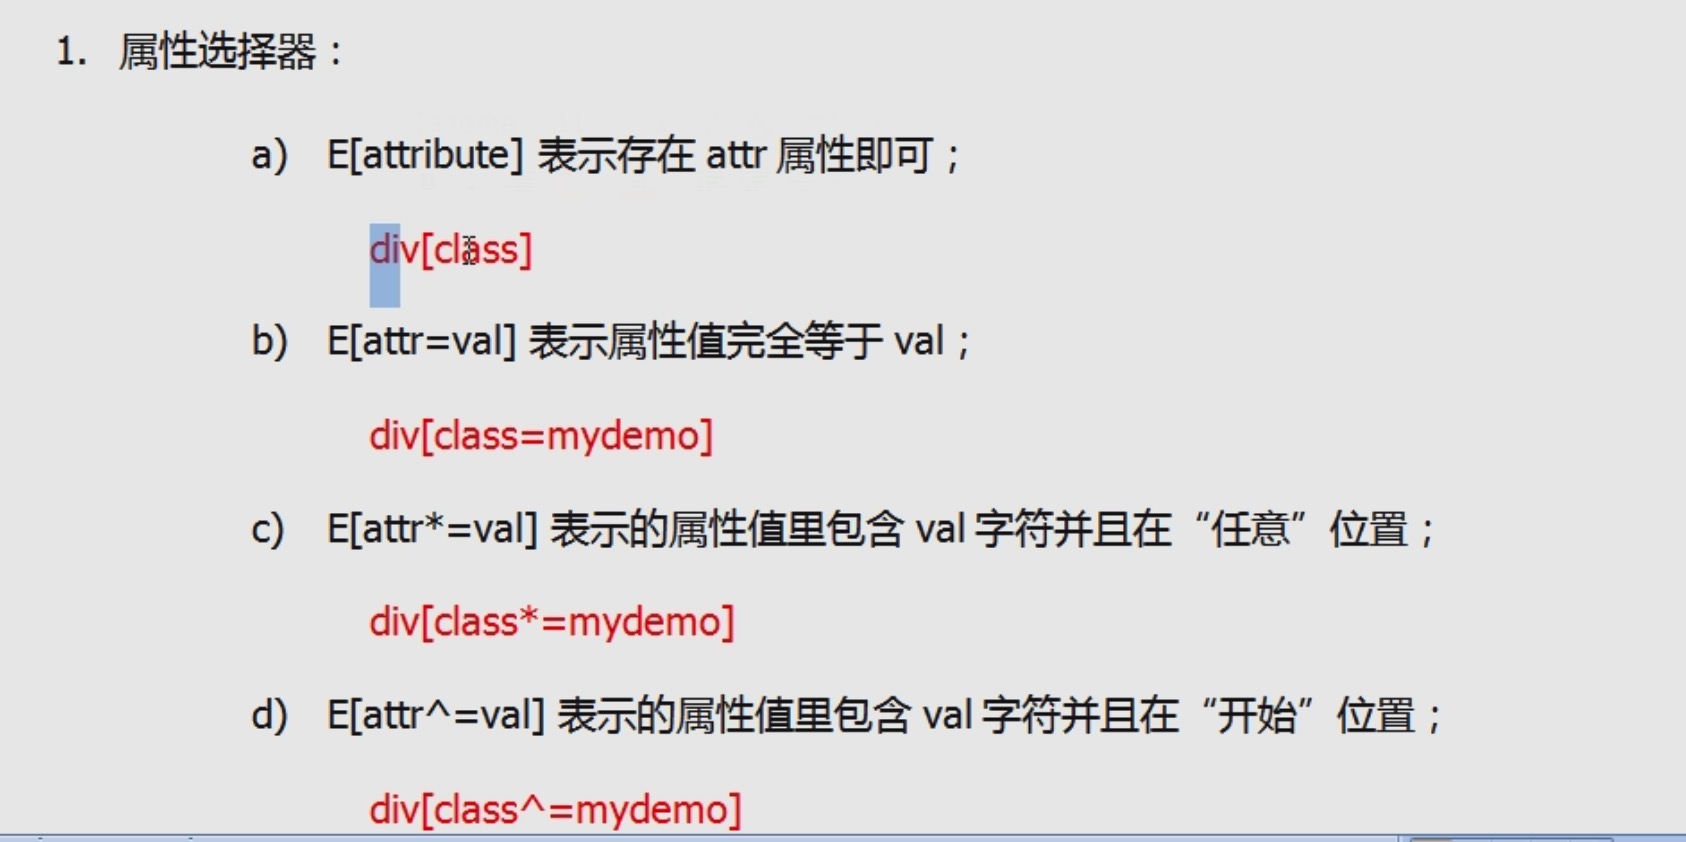 1. 属性选择器：
a) E[attribute] 表示存在 attr 属性即可；
div[class]
b) E[attr=val] 表示属性值完全等于 val；
div[class=mydemo]
c) E[attr*=val] 表示的属性值里包含 val 字符并且在“任意”位置；
div[class*=mydemo]
d) E[attr^=val] 表示的属性值里包含 val 字符并且在“开始”位置；
div[class^=mydemo]